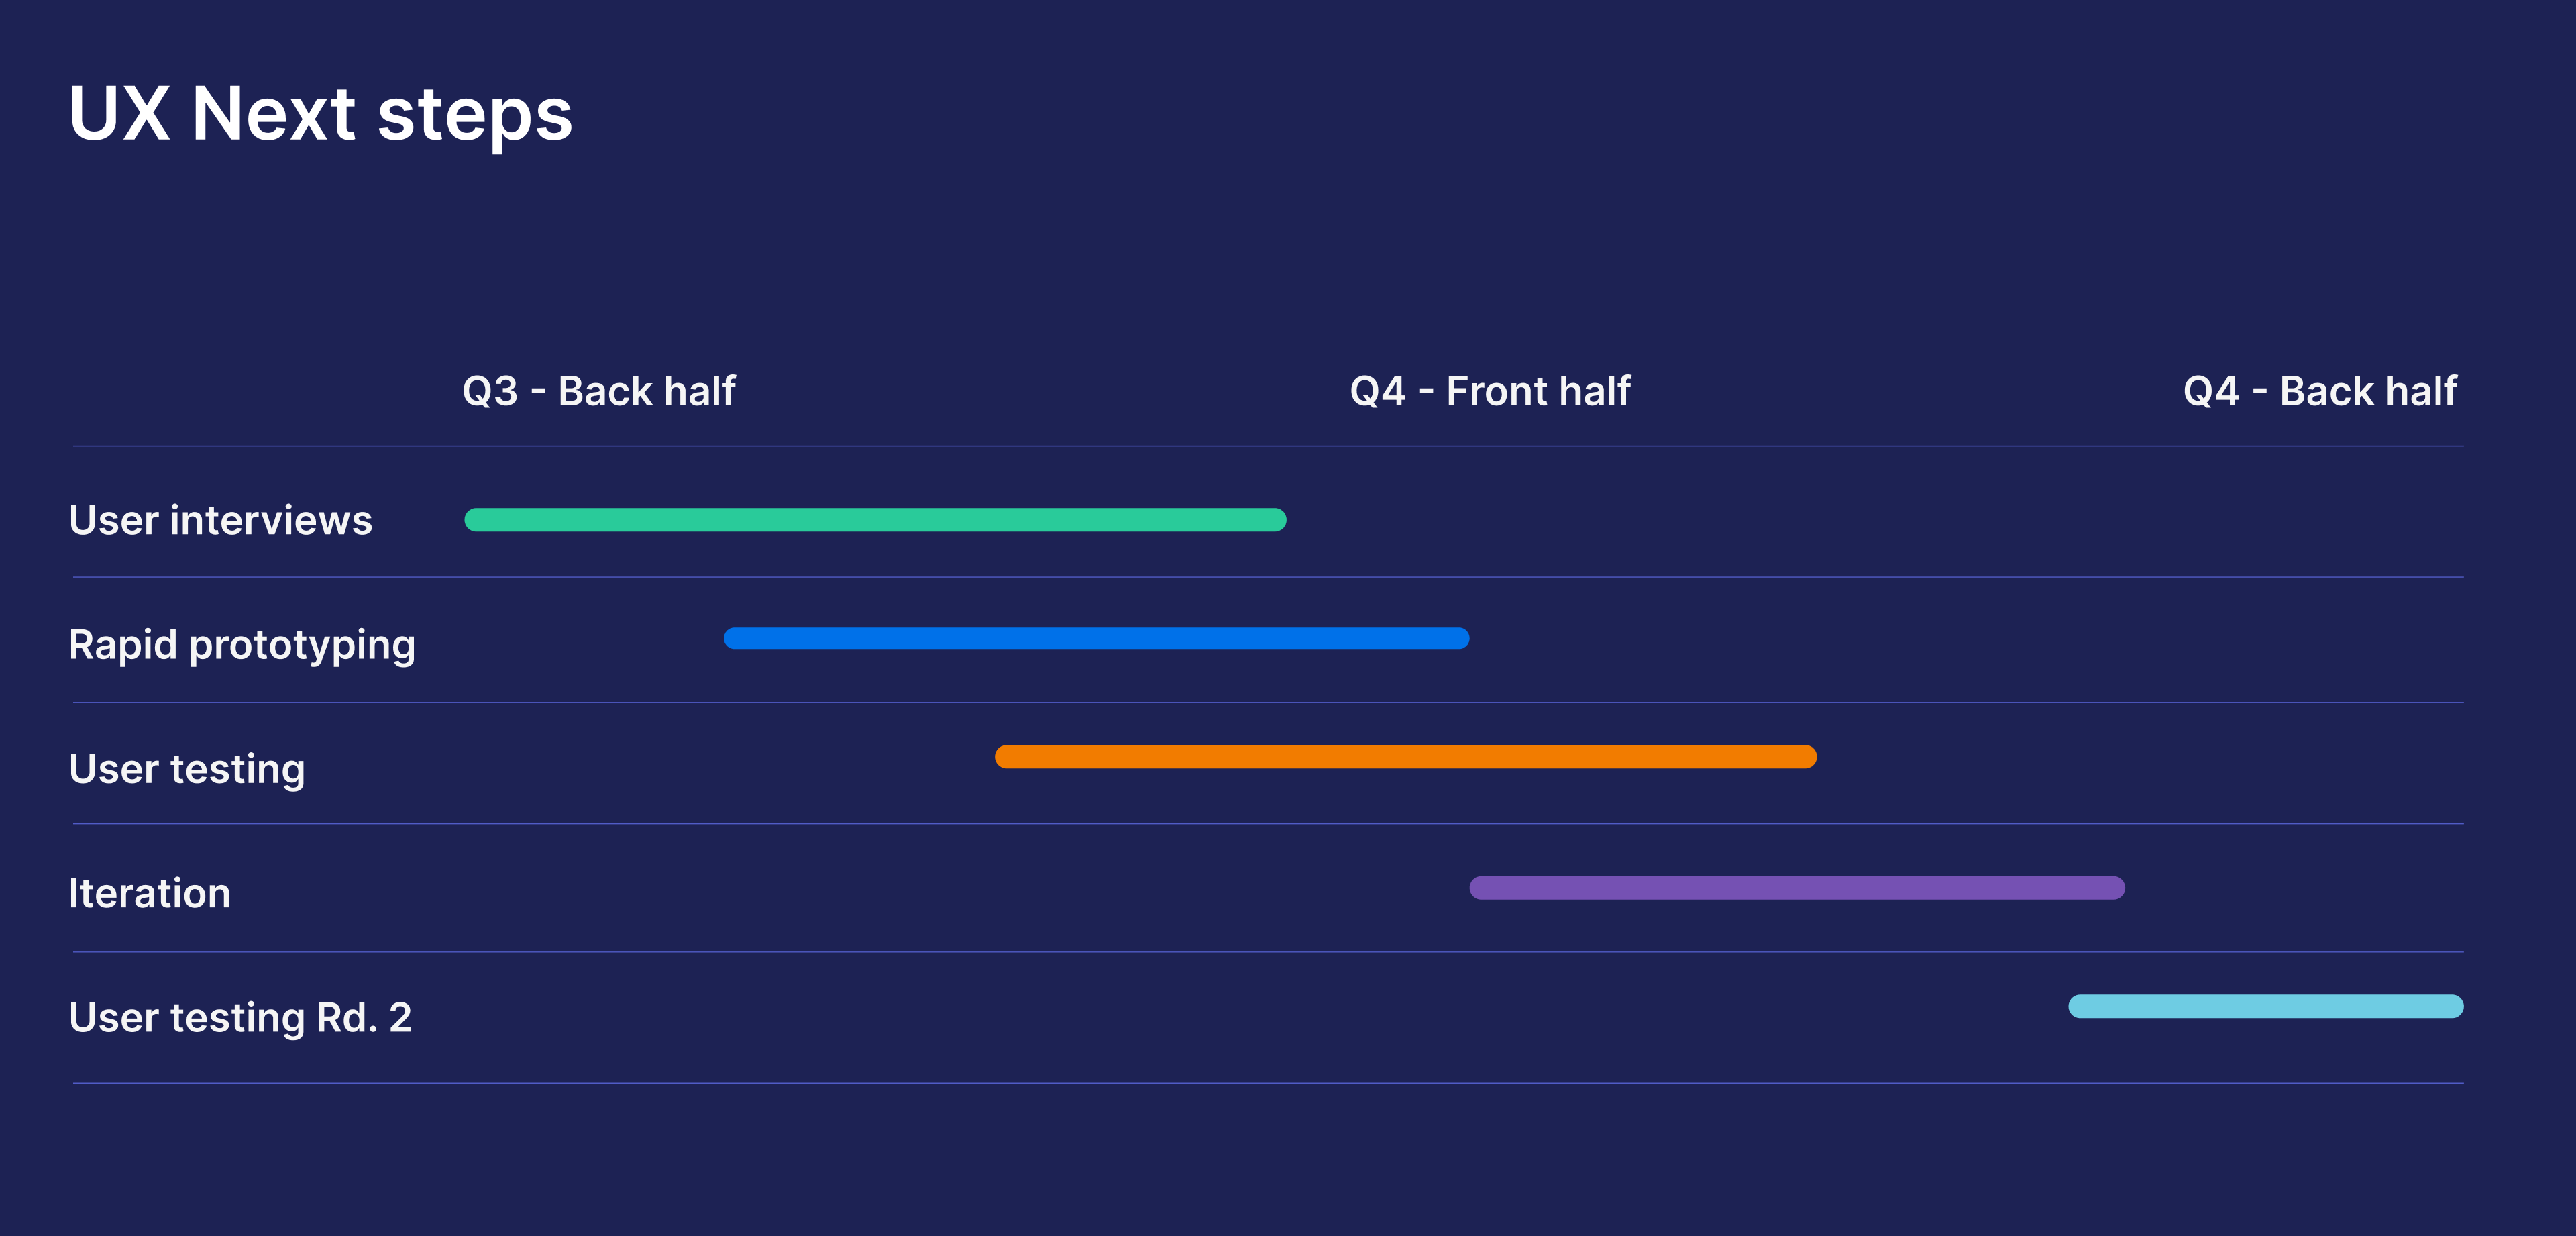 UX Next steps
Q3 - Back half
Q4 - Front half
Q4 - Back half
User interviews
Rapid prototyping
User testing
Iteration
User testing Rd. 2